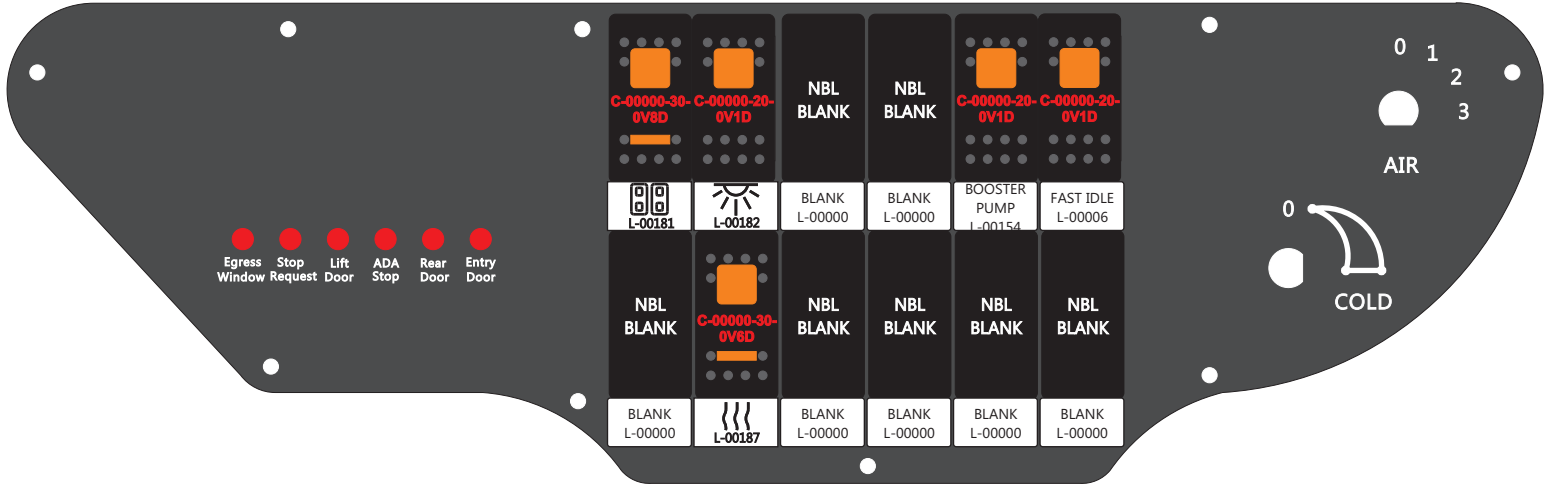 0
1
2
3
AIR
C-00000-30-
0V8D
C-00000-20-
0V1D
NBL
BLANK
NBL
BLANK
C-00000-20-
0V1D
C-00000-20-
0V1D
L-00181
L-00182
BLANK
L-00000
BLANK
L-00000
BOOSTER
PUMP
L-00154
FAST IDLE
L-00006
0
COLD
Egress
Window
Stop
Request
Lift
Door
ADA
Stop
Rear
Door
Entry
Door
NBL
BLANK
C-00000-30-
0V6D
NBL
BLANK
NBL
BLANK
NBL
BLANK
NBL
BLANK
BLANK
L-00000
L-00187
BLANK
L-00000
BLANK
L-00000
BLANK
L-00000
BLANK
L-00000